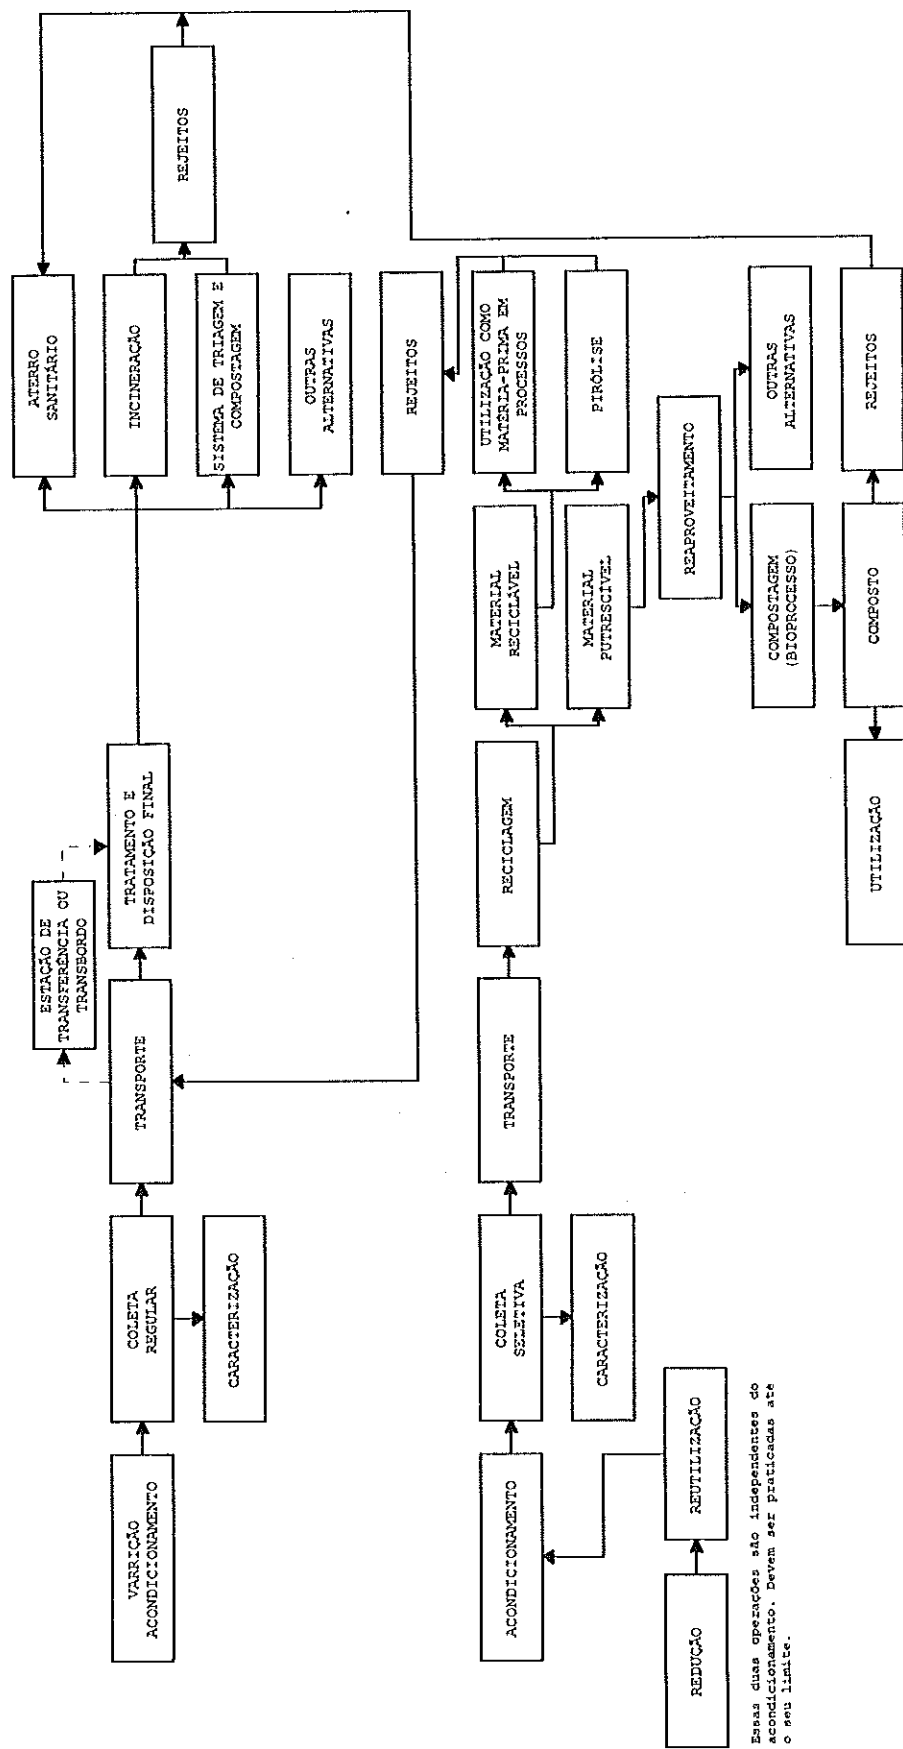 VARRIÇÃO
ACONDICIONAMENTO
COLETA
REGULAR
CARACTERIZAÇÃO
TRANSPORTE
ESTAÇÃO DE
TRANSFERÊNCIA OU
TRANSBORDO
TRATAMENTO E
DISPOSIÇÃO FINAL
ATERRO
SANITÁRIO
INCINERAÇÃO
SISTEMA DE TRIAGEM E
COMPOSTAGEM
OUTRAS
ALTERNATIVAS
REJEITOS
REJEITOS
REDUÇÃO
REUTILIZAÇÃO
Essas duas operações são independentes do
acondicionamento. Devem ser praticadas até
o seu limite.
ACONDICIONAMENTO
COLETA
SELETIVA
CARACTERIZAÇÃO
TRANSPORTE
RECICLAGEM
MATERIAL
RECICLÁVEL
MATERIAL
PUTRESCÍVEL
UTILIZAÇÃO COMO
MATÉRIA-PRIMA EM
PROCESSOS
PIRÓLISE
REAPROVEITAMENTO
COMPOSTAGEM
(BIOPROCESSO)
OUTRAS
ALTERNATIVAS
COMPOSTO
UTILIZAÇÃO
REJEITOS